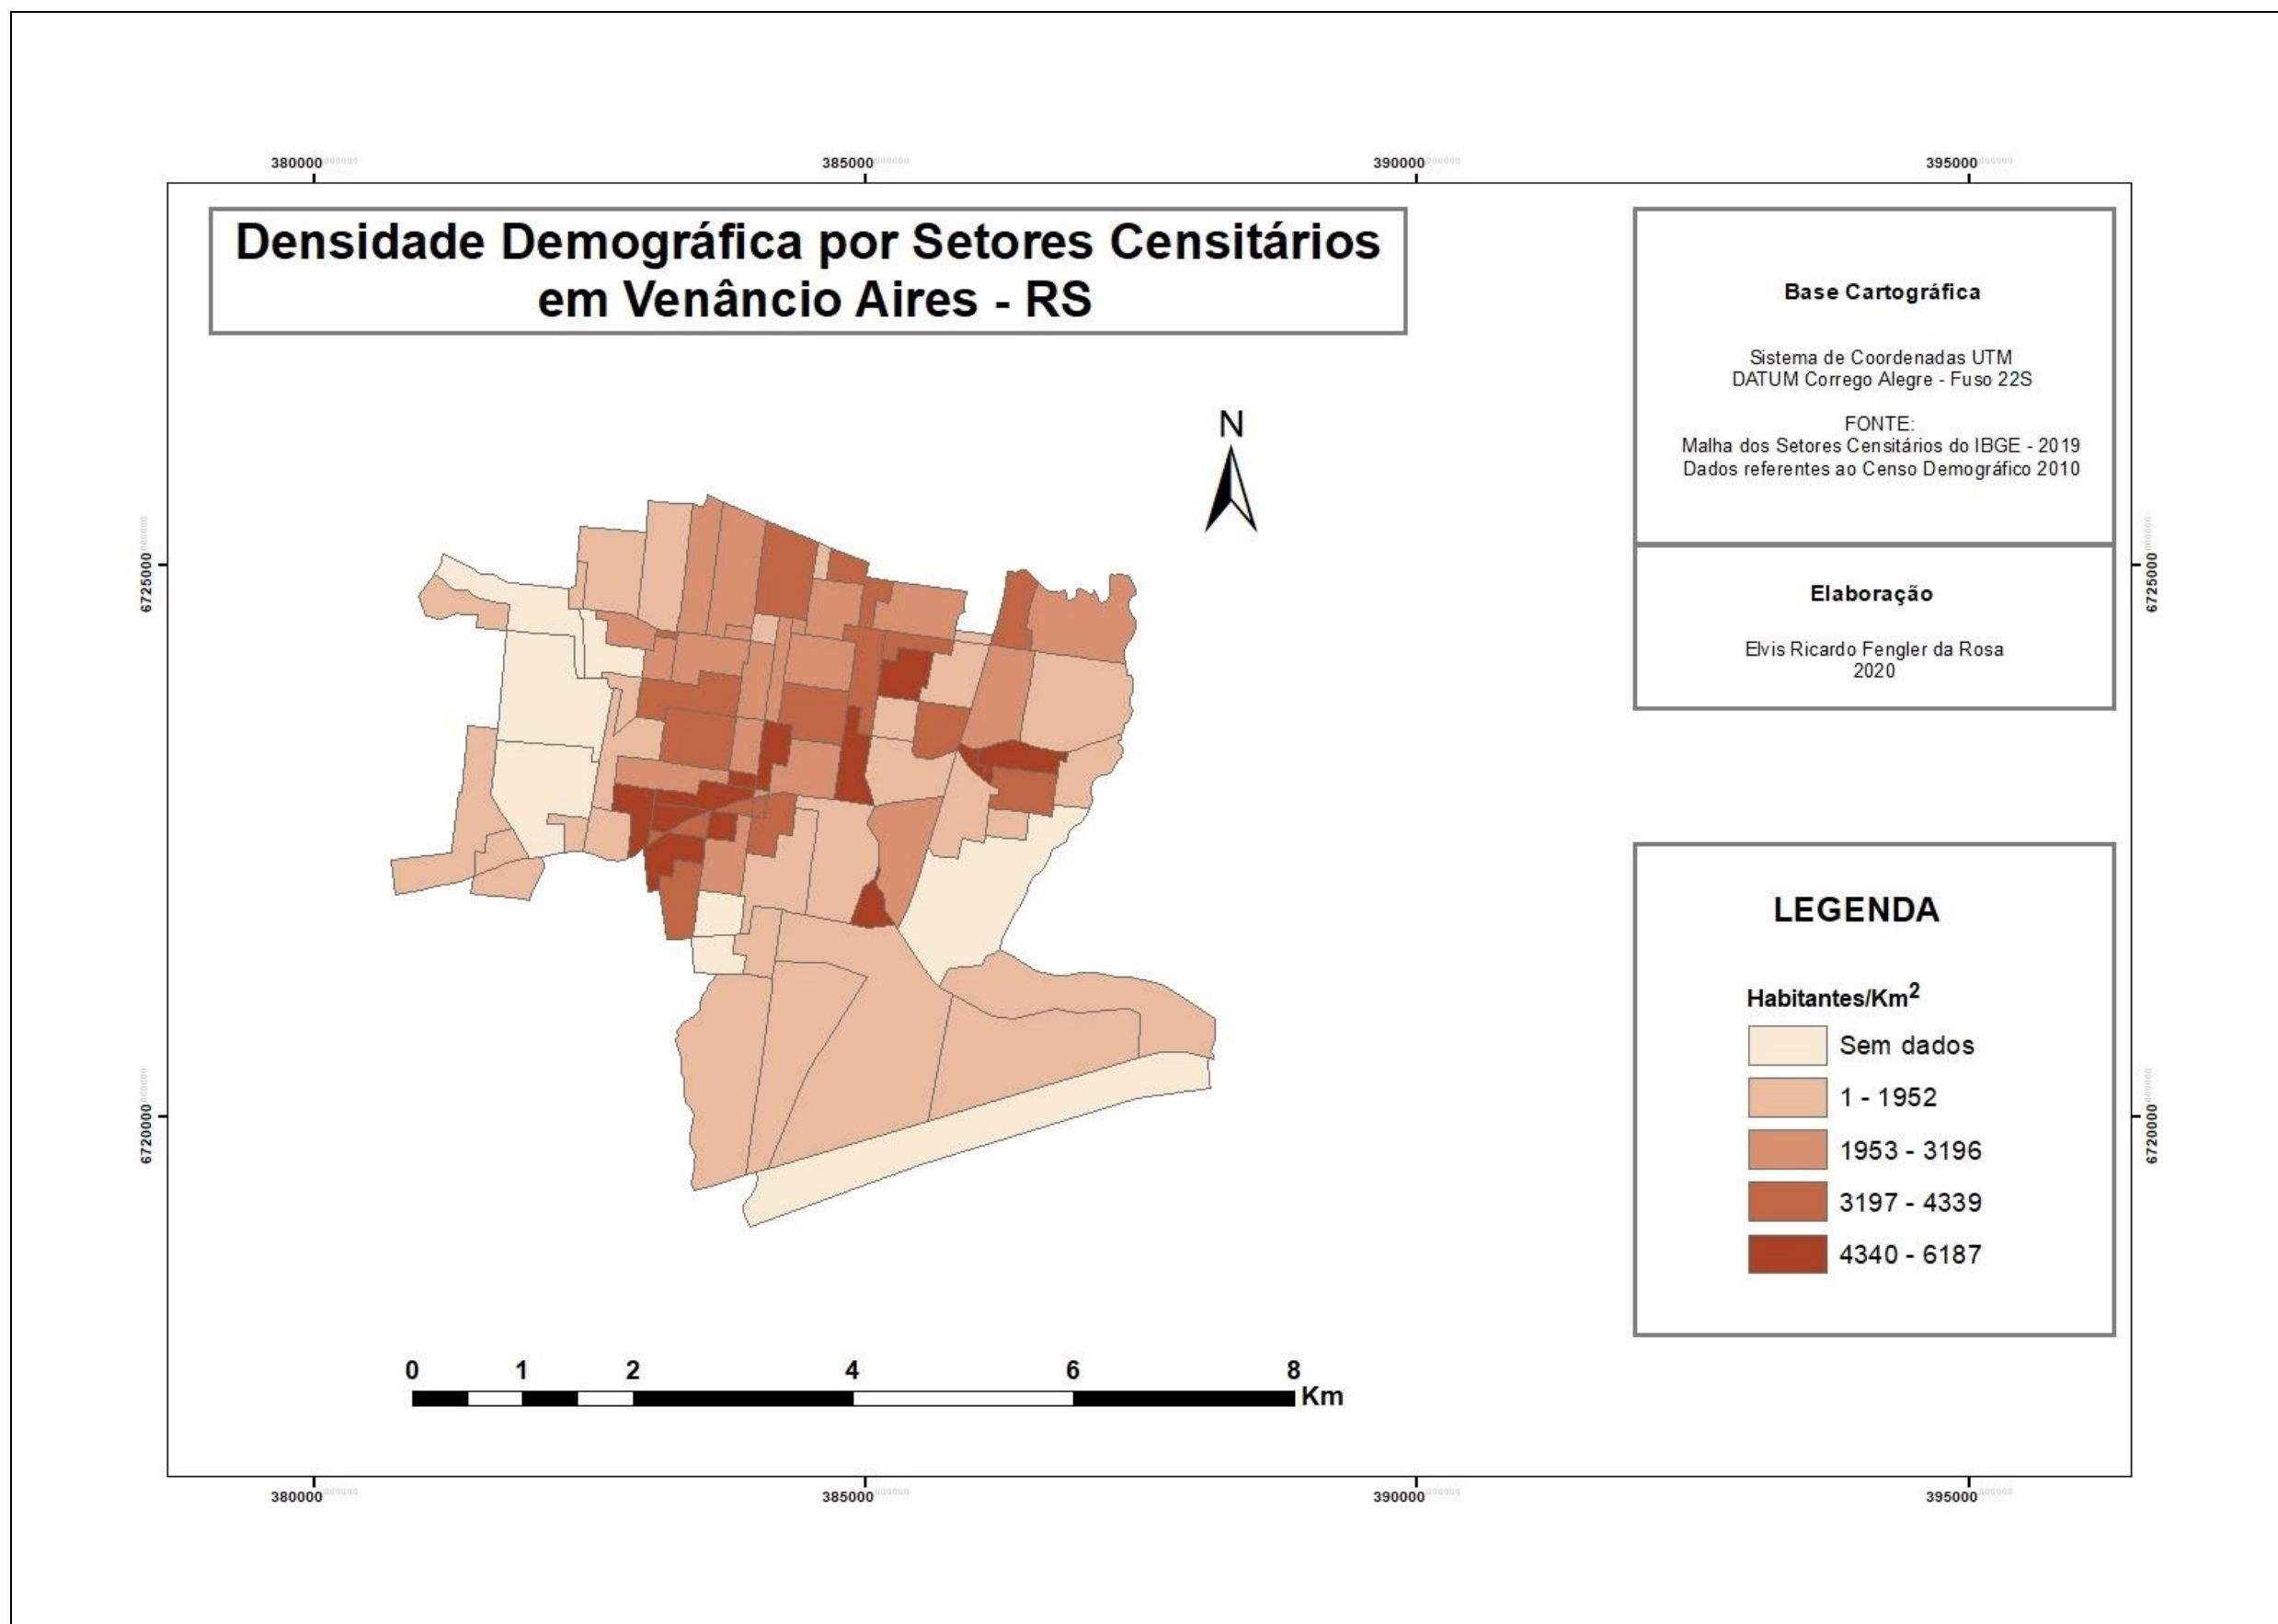 380000 385000 390000 395000
Densidade Demográfica por Setores Censitários
em Venâncio Aires - RS
Base Cartográfica
Sistema de Coordenadas UTM
DATUM Corrego Alegre - Fuso 22S
FONTE:
Malha dos Setores Censitários do IBGE - 2019
Dados referentes ao Censo Demográfico 2010
Elaboração
Elvis Ricardo Fengler da Rosa
2020
N
6725000
6725000
6720000
6720000
LEGENDA
Habitantes/Km²
Sem dados
1 - 1952
1953 - 3196
3197 - 4339
4340 - 6187
0 1 2 4 6 8
Km
380000 385000 390000 395000